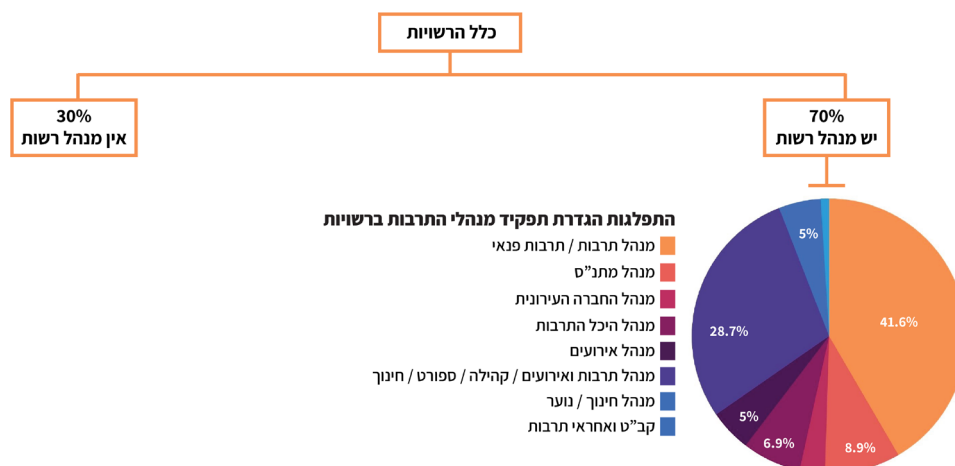 כלל הרשויות
70%
יש מנהל רשות
30%
אין מנהל רשות
התפלגות הגדרת תפקיד מנהלי התרבות ברשויות
מנהל תרבות / תרבות פנאי
מנהל מתנ”ס
מנהל החברה העירונית
מנהל היכל התרבות
מנהל אירועים
מנהל תרבות ואירועים / קהילה / ספורט / חינוך
מנהל חינוך / נוער
קב”ט ואחראי תרבות
5%
41.6%
28.7%
5%
6.9%
8.9%